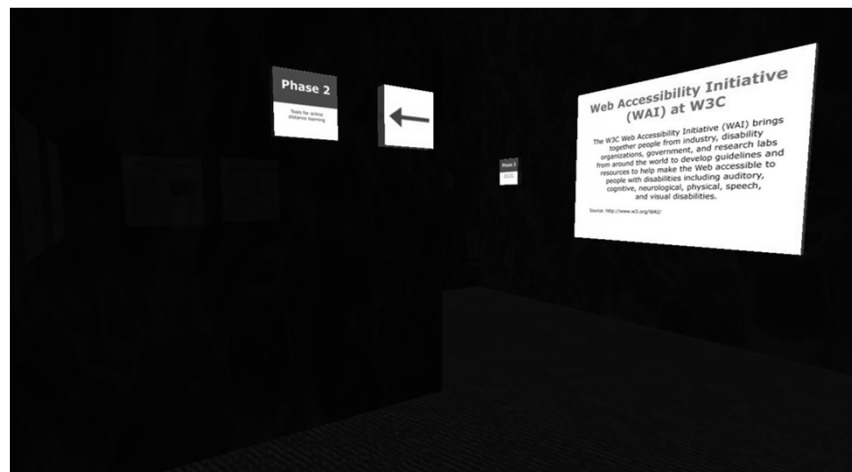 Phase 2
Tools for online
distance learning
Web Accessibility Initiative
(WAI) at W3C
The W3C Web Accessibility Initiative (WAI) brings
together people from industry, disability
organizations, government, and research labs
from around the world to develop guidelines and
resources to help make the Web accessible to
people with disabilities including auditory,
cognitive, neurological, physical, speech,
and visual disabilities.
Source: http://www.w3.org/WAI/